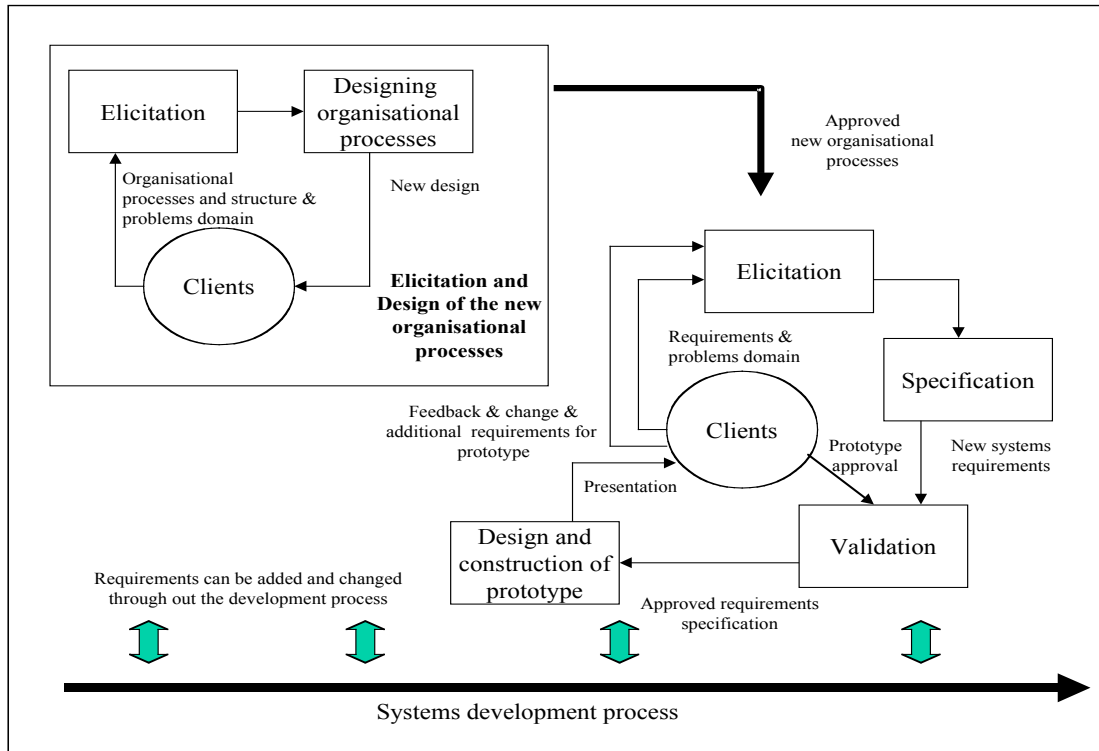 Elicitation
Designing
organisational
processes
Organisational
processes and structure &
problems domain
New design
Clients
Elicitation and
Design of the new
organisational
processes
Approved
new organisational
processes
Elicitation
Requirements &
problems domain
Specification
Feedback & change &
additional  requirements for
prototype
Clients
Prototype
approval
New systems
requirements
Presentation
Design and
construction of
prototype
Validation
Approved requirements
specification
Requirements can be added and changed
through out the development process
Systems development process